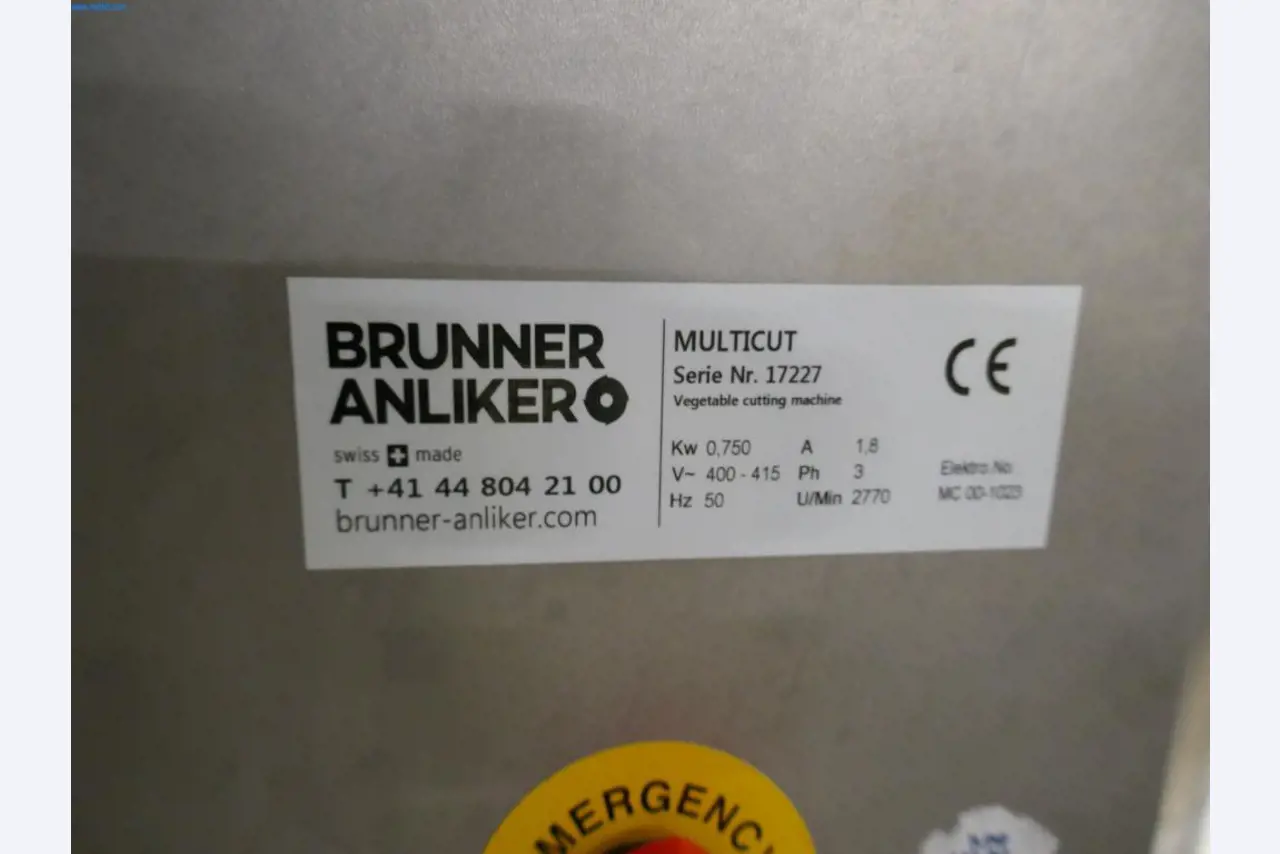 BRUNNER
ANLIKER
swiss made
T +41 44 804 21 00
brunner-anliker.com
MULTICUT
Serie Nr. 17227
Vegetable cutting machine
Kw 0,750 A 1,8
V~ 400 - 415 Ph 3
Hz 50 U/Min 2770
CE
Elektro No
MC 00-1023
EMERGENCY